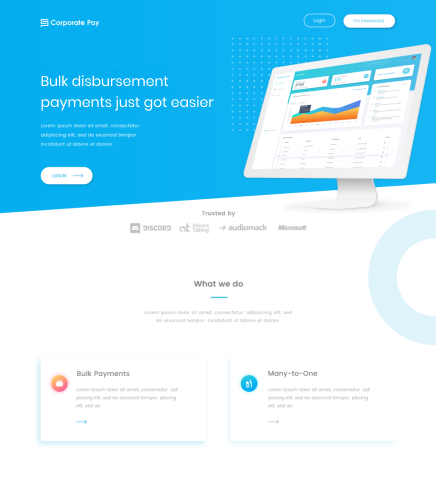 Corporate Pay
Login
I'm Interested
Bulk disbursement
payments just got easier
Lorem ipsum dolor sit amet, consectetur
adipiscing elit, sed do eiusmod tempor
incididunt ut labore et dolore.
LOGIN
Trusted by
DISCORD
audiomack
Microsoft
What we do
Lorem ipsum dolor sit amet, consectetur adipiscing elit, sed
do eiusmod tempor incididunt ut labore et dolore.
Bulk Payments
Lorem ipsum dolor sit amet, consectetur adi
piscing elit, sed do eiusmod tempor. piscing
elit, sed do
Many-to-One
Lorem ipsum dolor sit amet, consectetur adi
piscing elit, sed do eiusmod tempor. piscing
elit, sed do